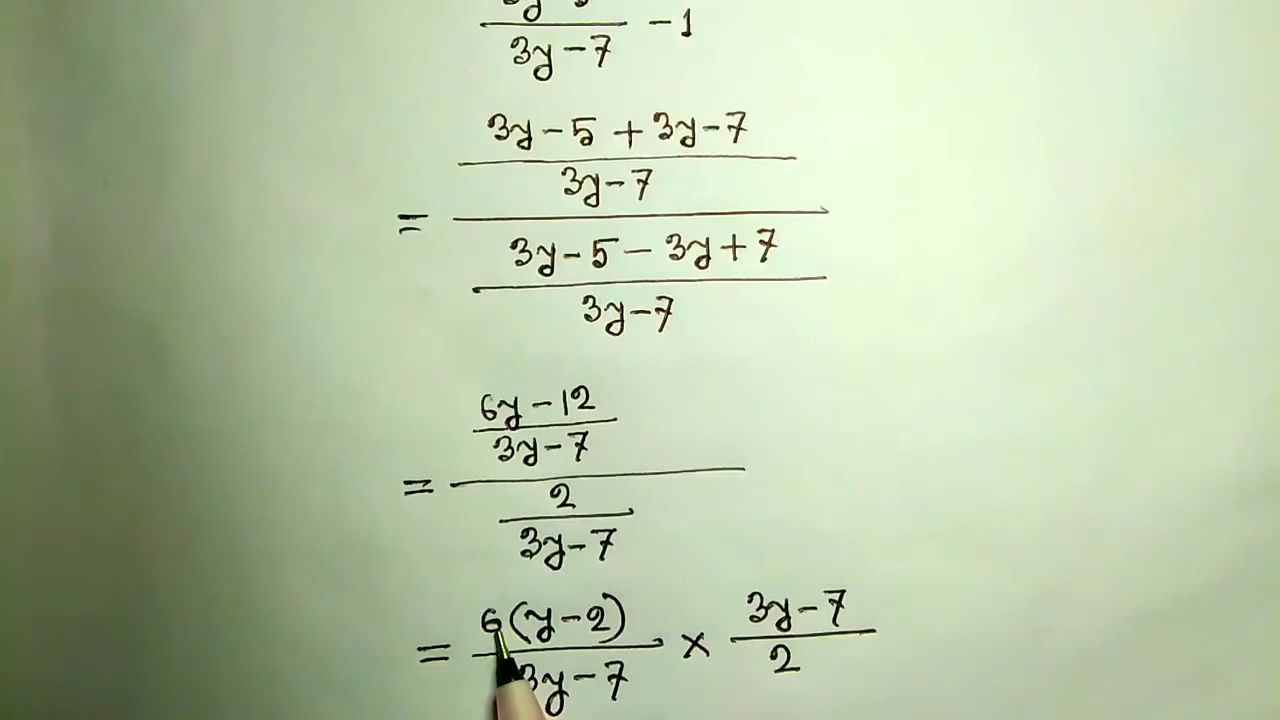 3y-7 -1
3y-5+3y-7
3y-7
=
3y-5-3y+7
3y-7
6y-12
3y-7
=
2
3y-7
= 6(y-2) × 3y-7
3y-7 2